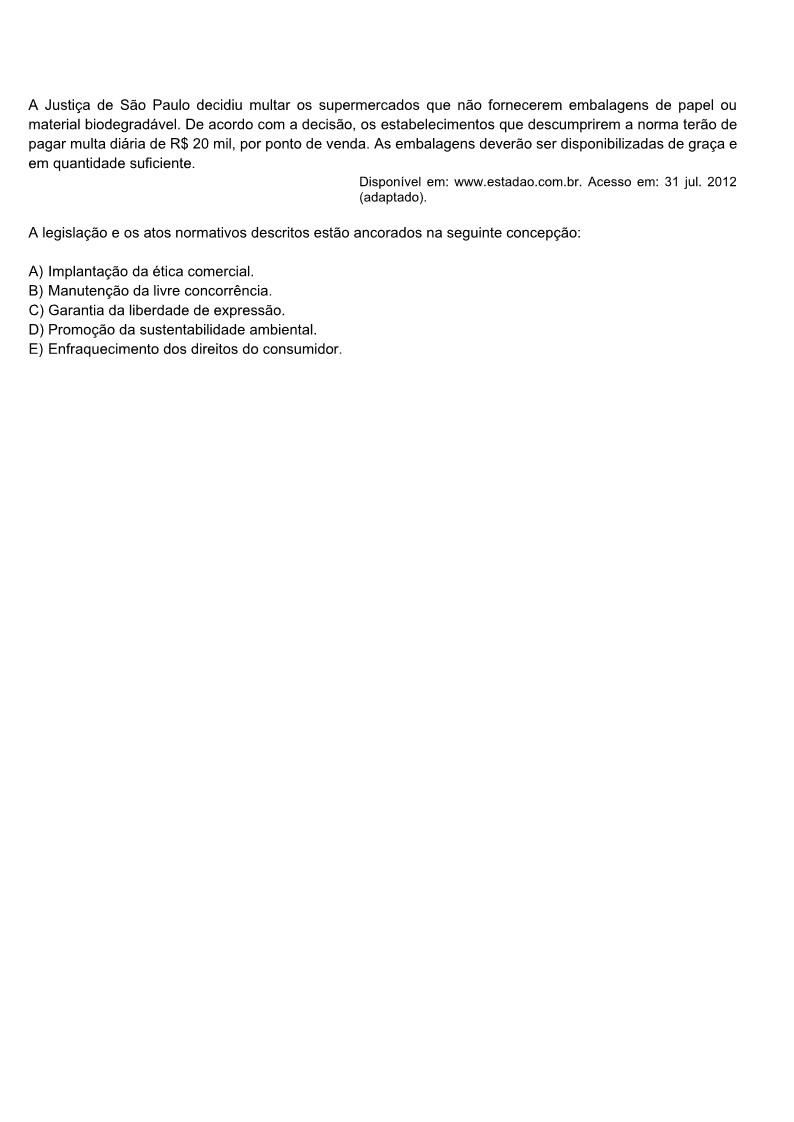 A Justiça de São Paulo decidiu multar os supermercados que não fornecerem embalagens de papel ou
material biodegradável. De acordo com a decisão, os estabelecimentos que descumprirem a norma terão de
pagar multa diária de R$ 20 mil, por ponto de venda. As embalagens deverão ser disponibilizadas de graça e
em quantidade suficiente.
Disponível em: www.estadao.com.br. Acesso em: 31 jul. 2012
(adaptado).
A legislação e os atos normativos descritos estão ancorados na seguinte concepção:
A) Implantação da ética comercial.
B) Manutenção da livre concorrência.
C) Garantia da liberdade de expressão.
D) Promoção da sustentabilidade ambiental.
E) Enfraquecimento dos direitos do consumidor.